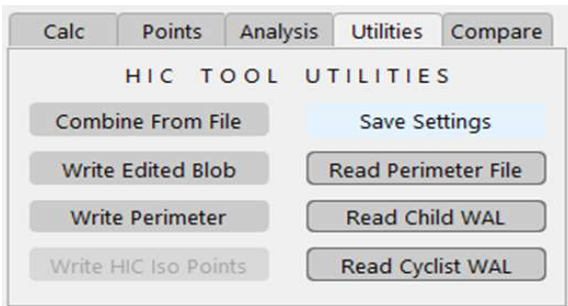 Calc Points Analysis Utilities Compare
HIC TOOL UTILITIES
Combine From File Save Settings
Write Edited Blob Read Perimeter File
Write Perimeter Read Child WAL
Write HIC Iso Points Read Cyclist WAL